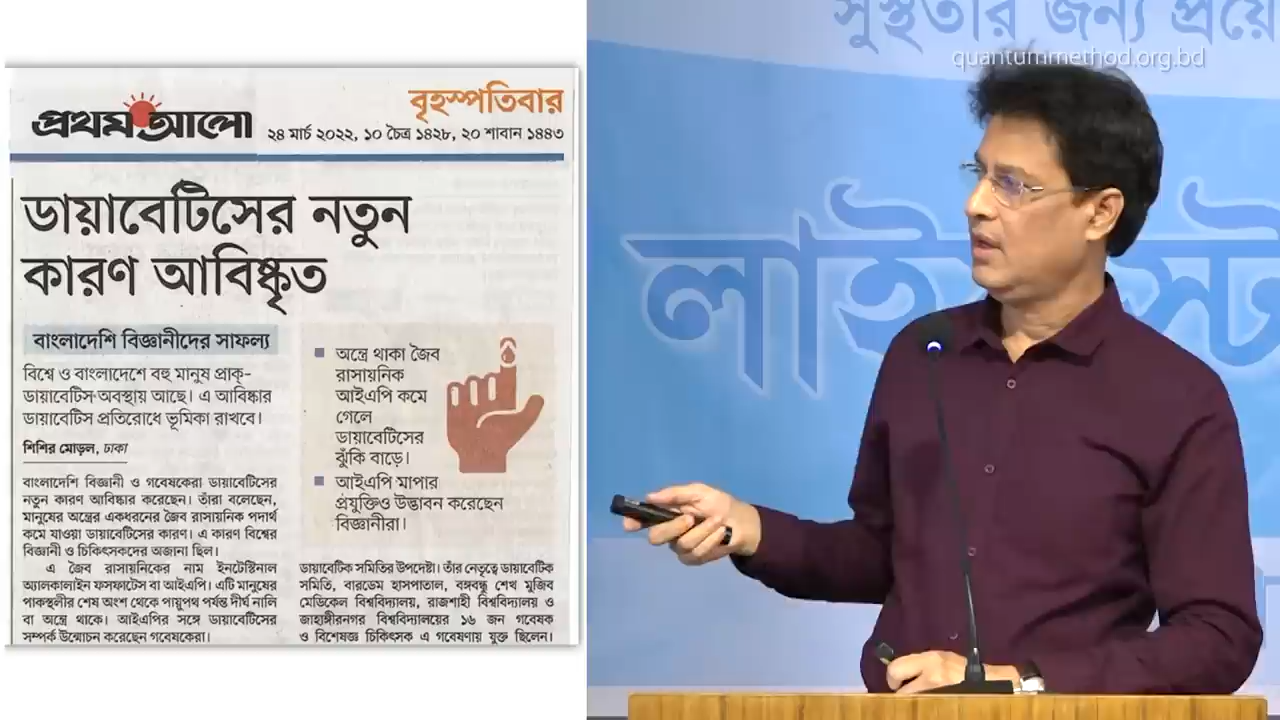 প্রথম আলো
বৃহস্পতিবার
২৪ মার্চ ২০২২, ১০ চৈত্র ১৪২৮, ২০ শাবান ১৪৪৩
ডায়াবেটিসের নতুন
কারণ আবিষ্কৃত
বাংলাদেশি বিজ্ঞানীদের সাফল্য
বিশ্বে ও বাংলাদেশে বহু মানুষ প্রাক্-
ডায়াবেটিস অবস্থায় আছে। এ আবিষ্কার
ডায়াবেটিস প্রতিরোধে ভূমিকা রাখবে।
শিশির মোড়ল, ঢাকা
বাংলাদেশি বিজ্ঞানী ও গবেষকেরা ডায়াবেটিসের
নতুন কারণ আবিষ্কার করেছেন। তাঁরা বলেছেন,
মানুষের অন্ত্রের একধরনের জৈব রাসায়নিক পদার্থ
কমে যাওয়া ডায়াবেটিসের কারণ। এ কারণ বিশ্বের
বিজ্ঞানী ও চিকিৎসকদের অজানা ছিল।
এ জৈব রাসায়নিকের নাম ইনটেস্টিনাল
অ্যালকালাইন ফসফাটেস বা আইএপি। এটি মানুষের
পাকস্থলীর শেষ অংশ থেকে পায়ুপথ পর্যন্ত দীর্ঘ নালি
বা অন্ত্রে থাকে। আইএপির সঙ্গে ডায়াবেটিসের
সম্পর্ক উন্মোচন করেছেন গবেষকেরা।
অন্ত্রে থাকা জৈব
রাসায়নিক
আইএপি কমে
গেলে
ডায়াবেটিসের
ঝুঁকি বাড়ে।
আইএপি মাপার
প্রযুক্তিও উদ্ভাবন করেছেন
বিজ্ঞানীরা।
ডায়াবেটিক সমিতির উপদেষ্টা। তাঁর নেতৃত্বে ডায়াবেটিক
সমিতি, বারডেম হাসপাতাল, বঙ্গবন্ধু শেখ মুজিব
মেডিকেল বিশ্ববিদ্যালয়, রাজশাহী বিশ্ববিদ্যালয় ও
জাহাঙ্গীরনগর বিশ্ববিদ্যালয়ের ১৬ জন গবেষক
ও বিশেষজ্ঞ চিকিৎসক এ গবেষণায় যুক্ত ছিলেন।
সুস্থতার জন্য
quantummethod.org.bd